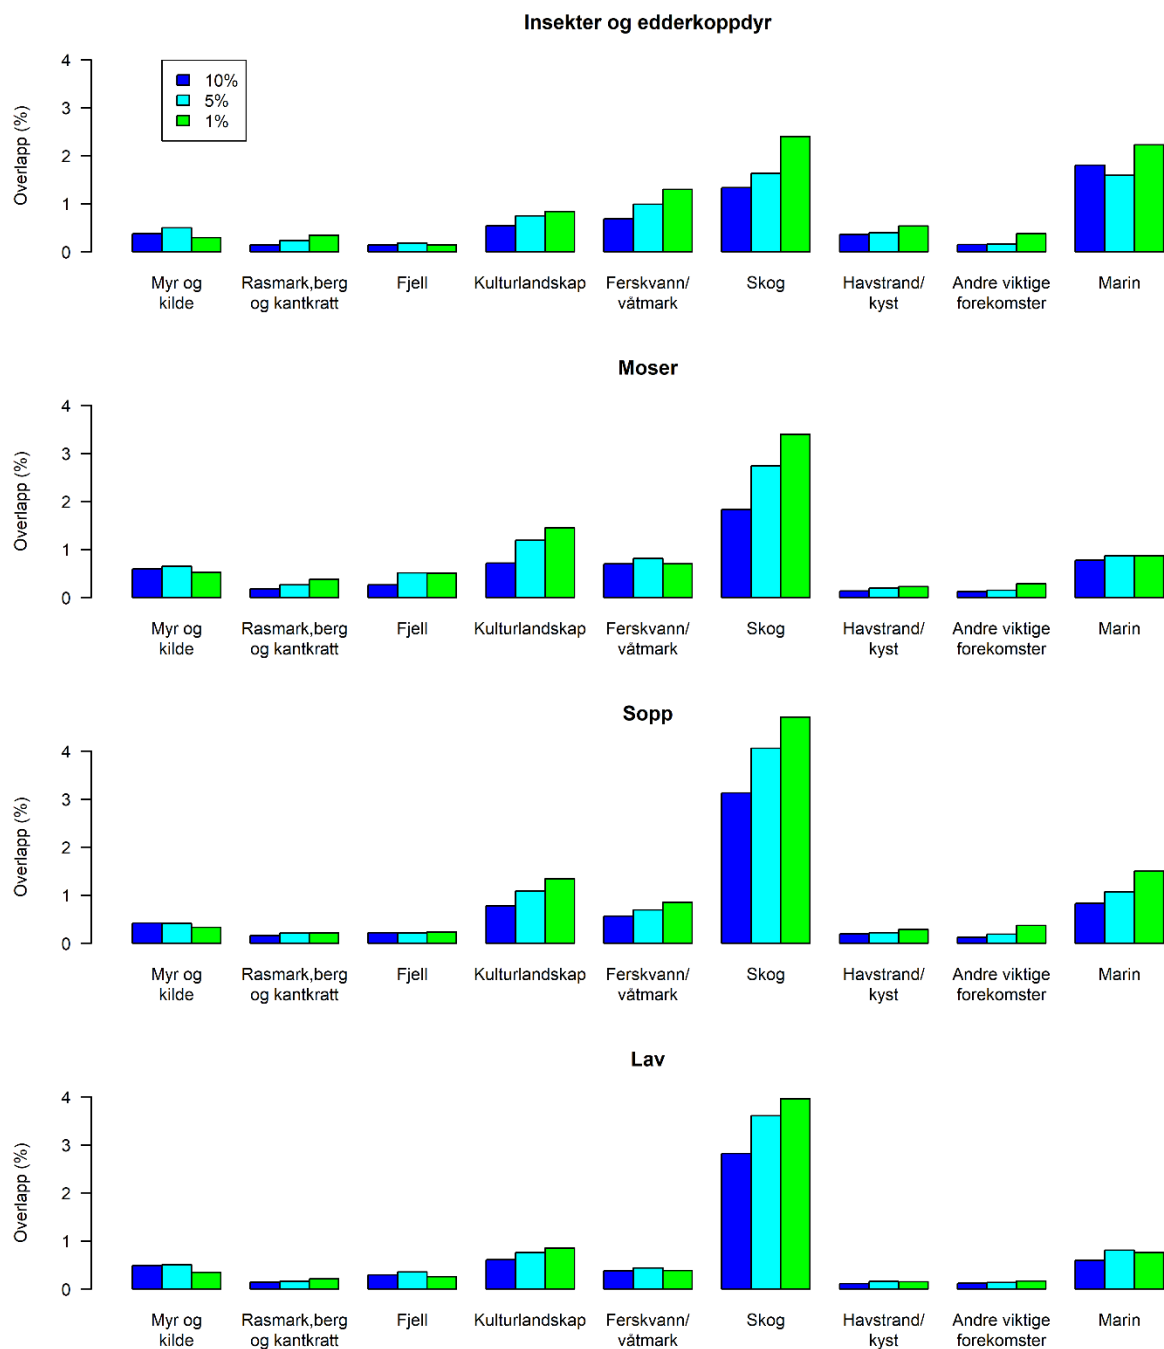 Insekter og edderkoppdyr
Overlapp (%)
4
3
2
1
0
10%
5%
1%
Myr og
kilde
Rasmark,berg
og kantkratt
Fjell
Kulturlandskap
Ferskvann/
våtmark
Skog
Havstrand/
kyst
Andre viktige
forekomster
Marin
Moser
Overlapp (%)
4
3
2
1
0
Myr og
kilde
Rasmark,berg
og kantkratt
Fjell
Kulturlandskap
Ferskvann/
våtmark
Skog
Havstrand/
kyst
Andre viktige
forekomster
Marin
Sopp
Overlapp (%)
4
3
2
1
0
Myr og
kilde
Rasmark,berg
og kantkratt
Fjell
Kulturlandskap
Ferskvann/
våtmark
Skog
Havstrand/
kyst
Andre viktige
forekomster
Marin
Lav
Overlapp (%)
4
3
2
1
0
Myr og
kilde
Rasmark,berg
og kantkratt
Fjell
Kulturlandskap
Ferskvann/
våtmark
Skog
Havstrand/
kyst
Andre viktige
forekomster
Marin